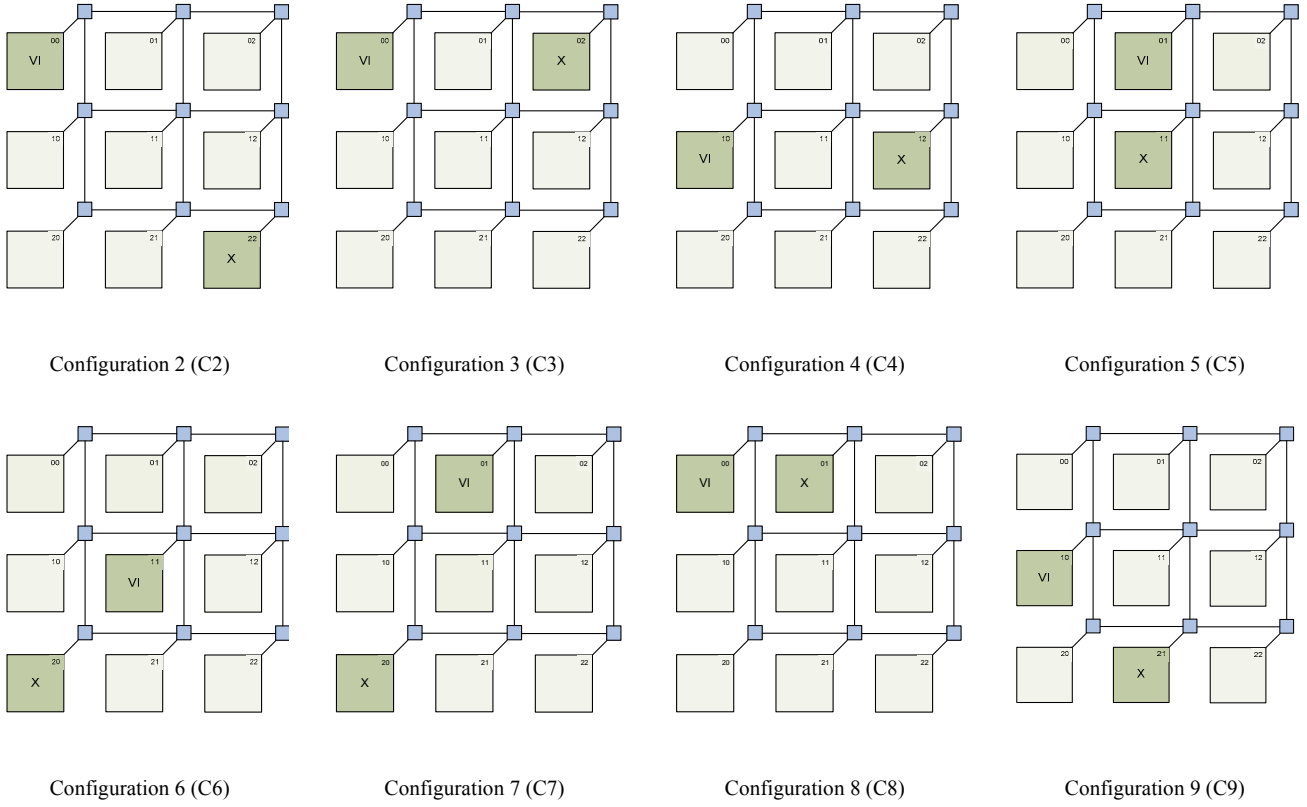 00 01 02
VI
10 11 12
20 21 22
X
Configuration 2 (C2)
00 01 02
VI X
10 11 12
20 21 22
Configuration 3 (C3)
00 01 02
10 11 12
VI X
20 21 22
Configuration 4 (C4)
00 01 02
VI
10 11 12
X
20 21 22
Configuration 5 (C5)
00 01 02
10 11 12
VI
20 21 22
X
Configuration 6 (C6)
00 01 02
VI
10 11 12
20 21 22
X
Configuration 7 (C7)
00 01 02
VI X
10 11 12
20 21 22
Configuration 8 (C8)
00 01 02
10 11 12
VI
20 21 22
X
Configuration 9 (C9)